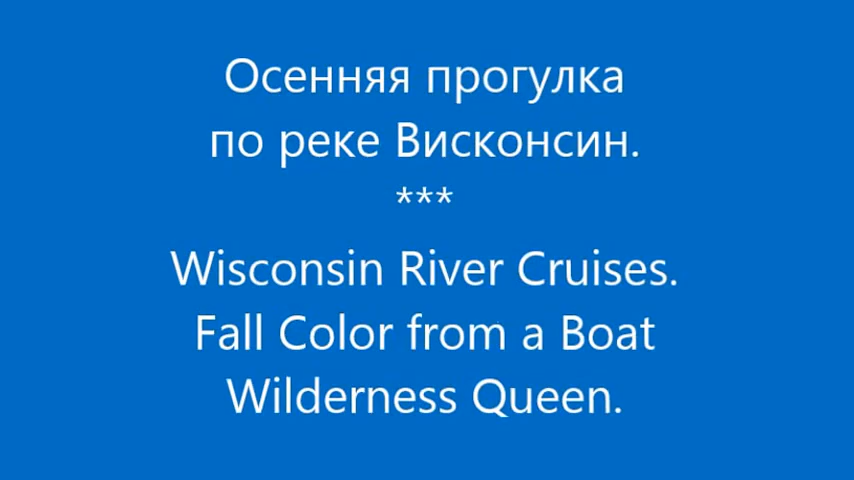 Осенняя прогулка
по реке Висконсин.
***
Wisconsin River Cruises.
Fall Color from a Boat
Wilderness Queen.